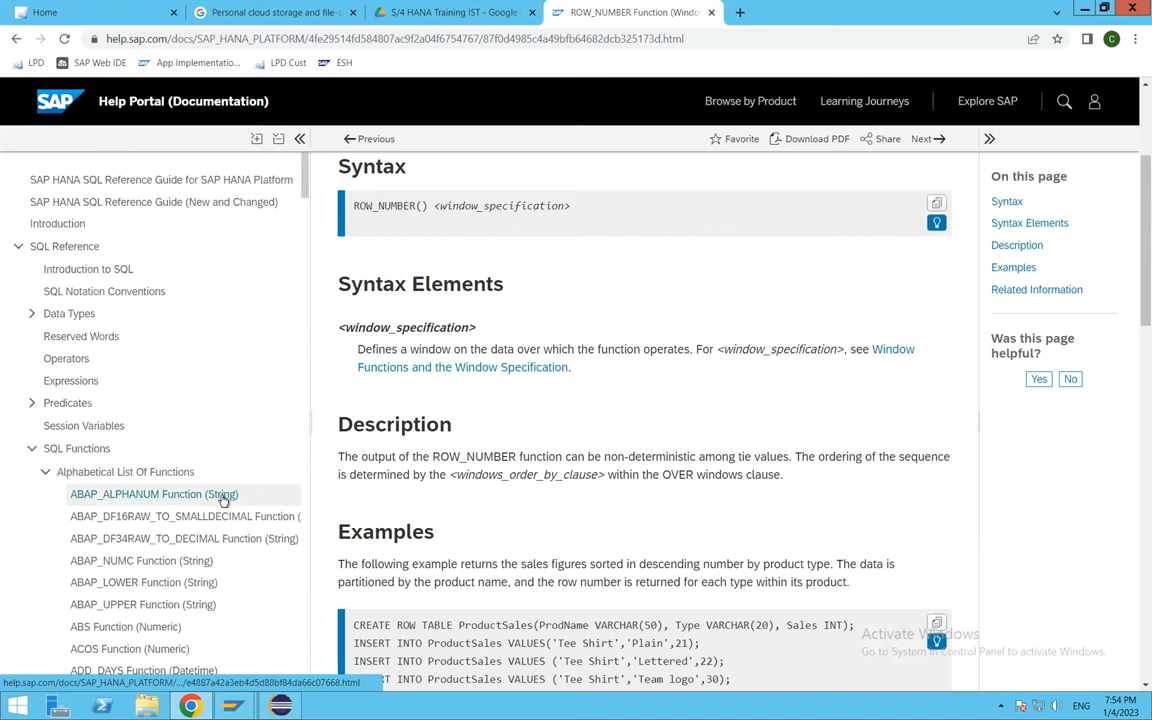 Home
Personal cloud storage and file-s
S/4 HANA Training IST - Google
ROW_NUMBER Function (Windo
help.sap.com/docs/SAP_HANA_PLATFORM/4fe29514fd584807ac9f2a04f6754767/87f0d4985c4a49bfb64682dcb325173d.html
C
LPD
SAP Web IDE
App Implementatio...
LPD Cust
ESH
SAP
Help Portal (Documentation)
Browse by Product
Learning Journeys
Explore SAP
Previous
Favorite
Download PDF
Share
Next
SAP HANA SQL Reference Guide for SAP HANA Platform
SAP HANA SQL Reference Guide (New and Changed)
Introduction
SQL Reference
Introduction to SQL
SQL Notation Conventions
Data Types
Reserved Words
Operators
Expressions
Predicates
Session Variables
SQL Functions
Alphabetical List Of Functions
ABAP_ALPHANUM Function (String)
ABAP_DF16RAW_TO_SMALLDECIMAL Function (
ABAP_DF34RAW_TO_DECIMAL Function (String)
ABAP_NUMC Function (String)
ABAP_LOWER Function (String)
ABAP_UPPER Function (String)
ABS Function (Numeric)
ACOS Function (Numeric)
ADD_DAYS Function (Datetime)
Syntax
ROW_NUMBER() <window_specification>
Syntax Elements
<window_specification>
Defines a window on the data over which the function operates. For <window_specification>, see Window
Functions and the Window Specification.
Description
The output of the ROW_NUMBER function can be non-deterministic among tie values. The ordering of the sequence
is determined by the <windows_order_by_clause> within the OVER windows clause.
Examples
The following example returns the sales figures sorted in descending number by product type. The data is
partitioned by the product name, and the row number is returned for each type within its product.
CREATE ROW TABLE ProductSales(ProdName VARCHAR(50), Type VARCHAR(20), Sales INT);
INSERT INTO ProductSales VALUES('Tee Shirt','Plain',21);
INSERT INTO ProductSales VALUES ('Tee Shirt','Lettered',22);
INSERT INTO ProductSales VALUES ('Tee Shirt','Team logo',30);
On this page
Syntax
Syntax Elements
Description
Examples
Related Information
Was this page
helpful?
Yes
No
Activate Windows
Go to System in Control Panel to activate Windows.
help.sap.com/docs/SAP_HANA_PLATFORM/.../e4887a42a3eb4d5d88bf84da66c07668.html
ENG
7:54 PM
1/4/2023